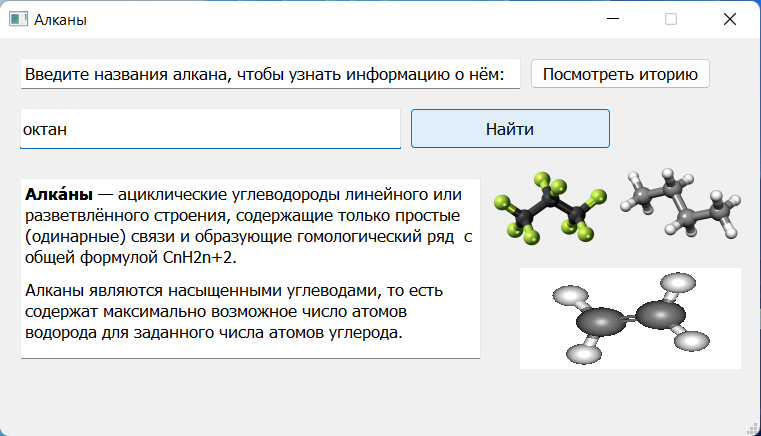 Алканы
Введите названия алкана, чтобы узнать информацию о нём:
Посмотреть иторию
октан
Найти
Алка́ны — ациклические углеводороды линейного или
разветвлённого строения, содержащие только простые
(одинарные) связи и образующие гомологический ряд с
общей формулой CnH2n+2.
Алканы являются насыщенными углеводами, то есть
содержат максимально возможное число атомов
водорода для заданного числа атомов углерода.